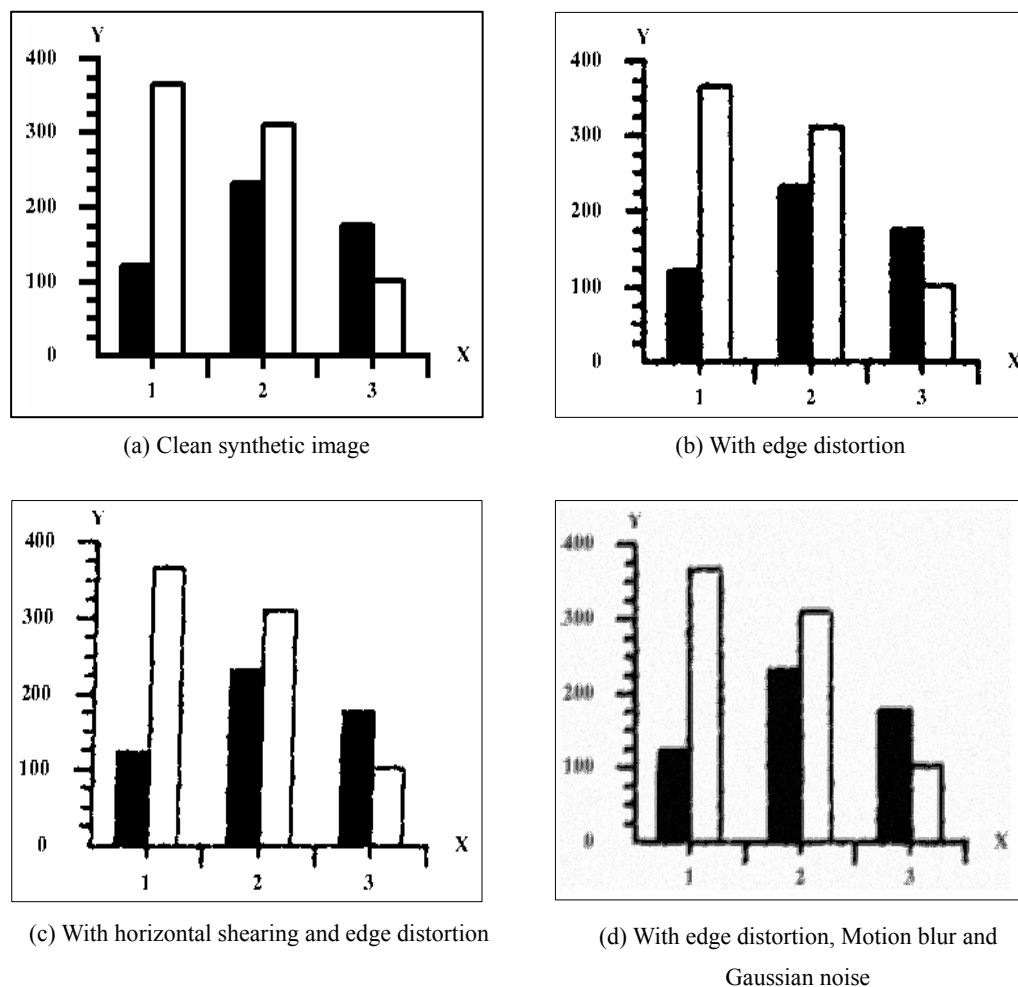 Y
400
300
200
100
0
X
1 2 3
(a) Clean synthetic image
Y
400
300
200
100
0
X
1 2 3
(b) With edge distortion
Y
400
300
200
100
0
X
1 2 3
(c) With horizontal shearing and edge distortion
Y
400
300
200
100
0
X
1 2 3
(d) With edge distortion, Motion blur and
Gaussian noise